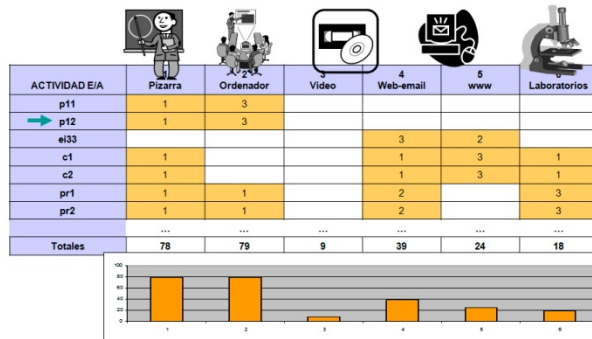 1 2 3 4 5 6
ACTIVIDAD E/A Pizarra Ordenador Video Web-email www Laboratorios
p11 1 3
p12 1 3
ei33 3 2
c1 1 1 3 1
c2 1 1 3 1
pr1 1 1 2 3
pr2 1 1 2 3
... ... ... ... ... ...
Totales 78 79 9 39 24 18
100
80
60
40
20
0
1 2 3 4 5 6